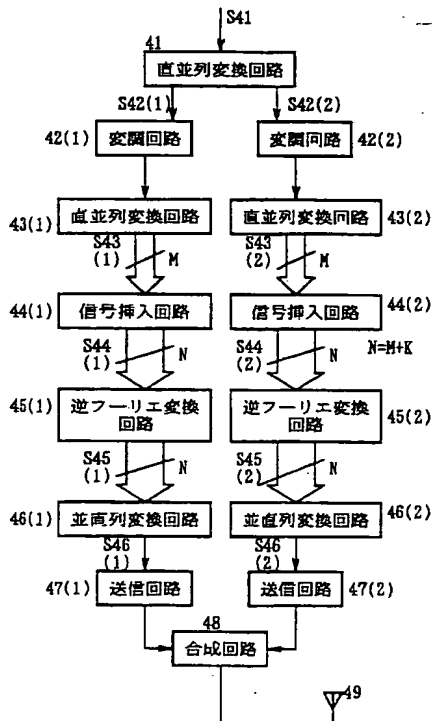 S41
41
直並列変換回路
S42(1)
S42(2)
42(1)
変調回路
変調回路
42(2)
43(1)
直並列変換回路
直並列変換回路
43(2)
S43
(1)
M
S43
(2)
M
44(1)
信号挿入回路
信号挿入回路
44(2)
S44
(1)
N
S44
(2)
N
N=M+K
45(1)
逆フーリエ変換
回路
逆フーリエ変換
回路
45(2)
S45
(1)
N
S45
(2)
N
46(1)
並直列変換回路
並直列変換回路
46(2)
S46
(1)
S46
(2)
47(1)
送信回路
送信回路
47(2)
48
合成回路
49